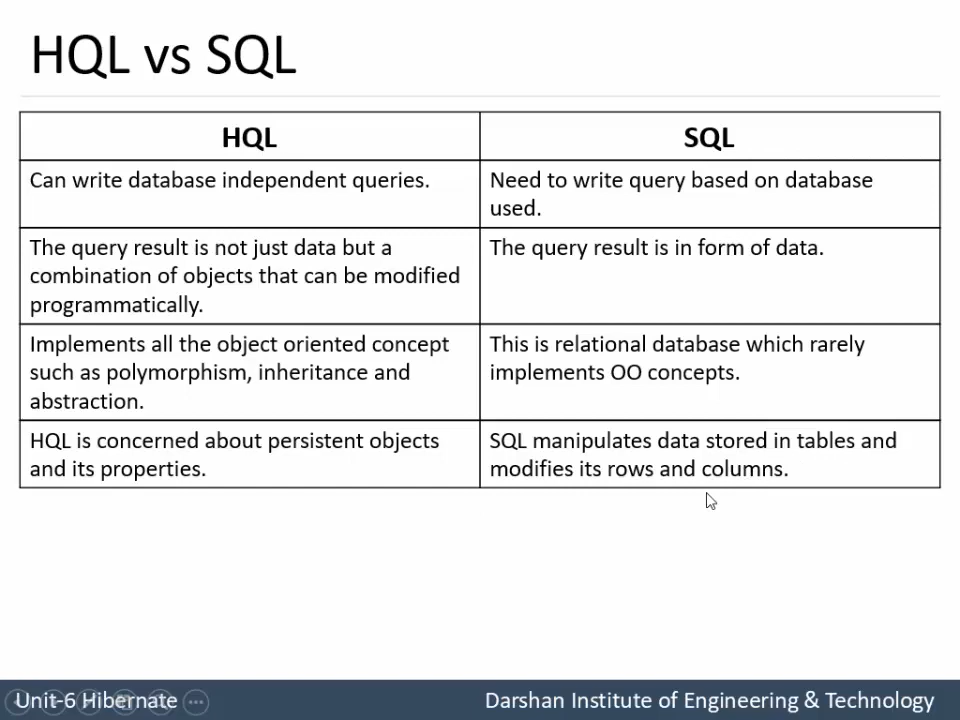 HQL vs SQL
HQL
SQL
Can write database independent queries.
Need to write query based on database
used.
The query result is not just data but a
combination of objects that can be modified
programmatically.
The query result is in form of data.
Implements all the object oriented concept
such as polymorphism, inheritance and
abstraction.
This is relational database which rarely
implements OO concepts.
HQL is concerned about persistent objects
and its properties.
SQL manipulates data stored in tables and
modifies its rows and columns.
Unit-6 Hibernate
Darshan Institute of Engineering & Technology